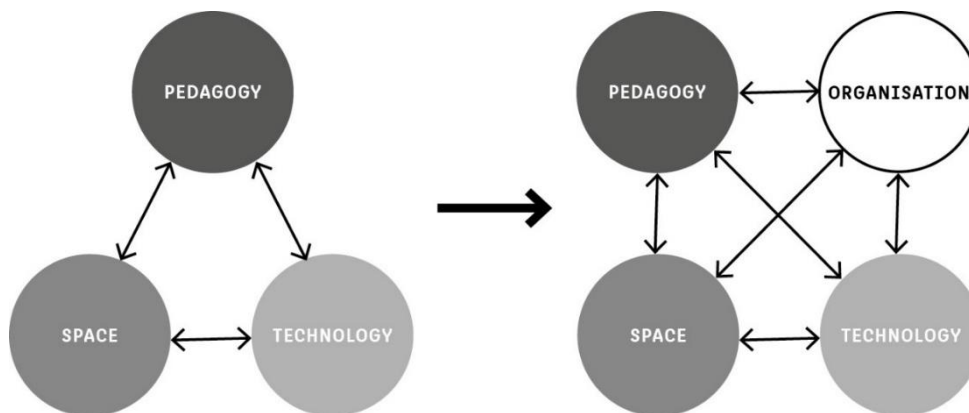 PEDAGOGY
SPACE
TECHNOLOGY
PEDAGOGY
ORGANISATION
SPACE
TECHNOLOGY